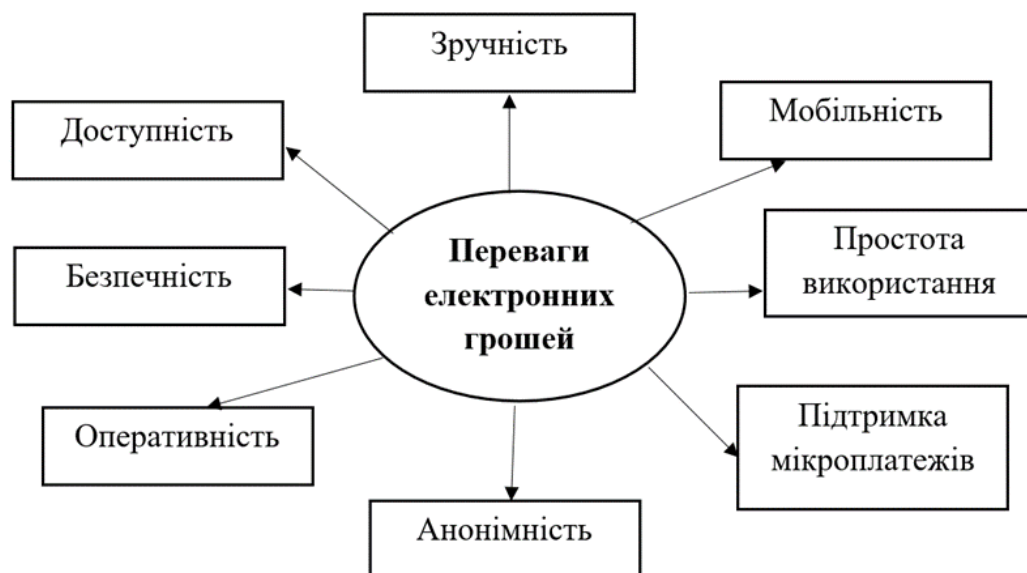 Зручність
Доступність
Мобільність
Переваги
електронних
грошей
Простота
використання
Безпечність
Оперативність
Підтримка
мікроплатежів
Анонімність